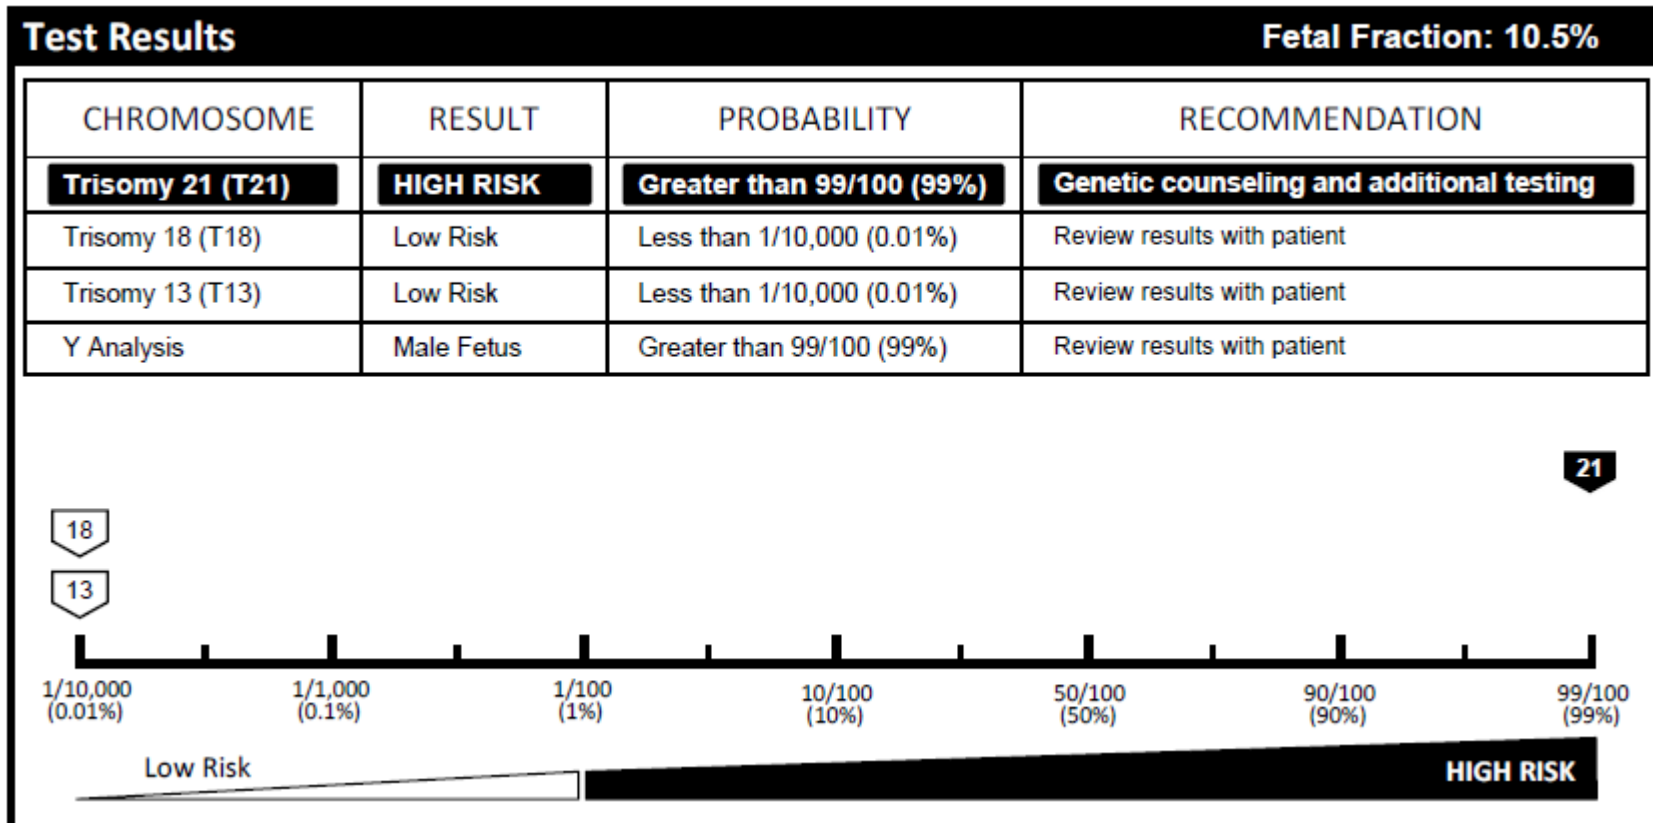 Test Results Fetal Fraction: 10.5%
CHROMOSOME RESULT PROBABILITY RECOMMENDATION
Trisomy 21 (T21) HIGH RISK Greater than 99/100 (99%) Genetic counseling and additional testing
Trisomy 18 (T18) Low Risk Less than 1/10,000 (0.01%) Review results with patient
Trisomy 13 (T13) Low Risk Less than 1/10,000 (0.01%) Review results with patient
Y Analysis Male Fetus Greater than 99/100 (99%) Review results with patient
21
18
13
1/10,000 1/1,000 1/100 10/100 50/100 90/100 99/100
(0.01%) (0.1%) (1%) (10%) (50%) (90%) (99%)
Low Risk HIGH RISK